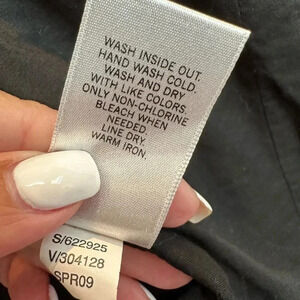 WASH INSIDE OUT.
HAND WASH COLD.
WASH AND DRY
WITH LIKE COLORS,
ONLY NON-CHLORINE
BLEACH WHEN
NEEDED.
LINE DRY.
WARM IRON.
S/622925
V/304128
SPR09